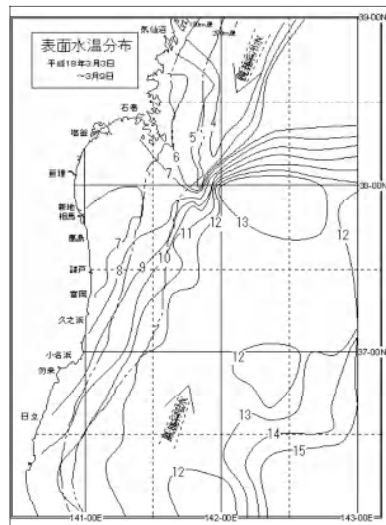 表面水温分布
平成18年3月3日
～3月9日
気仙沼
石巻
塩釜
亘理
新地
相馬
鹿島
請戸
富岡
久之浜
小名浜
勿来
日立
39-00N
38-00N
37-00N
141-00E
142-00E
143-00E
4
5
6
7
7
8
9
10
11
12
13
12
12
13
14
15
12